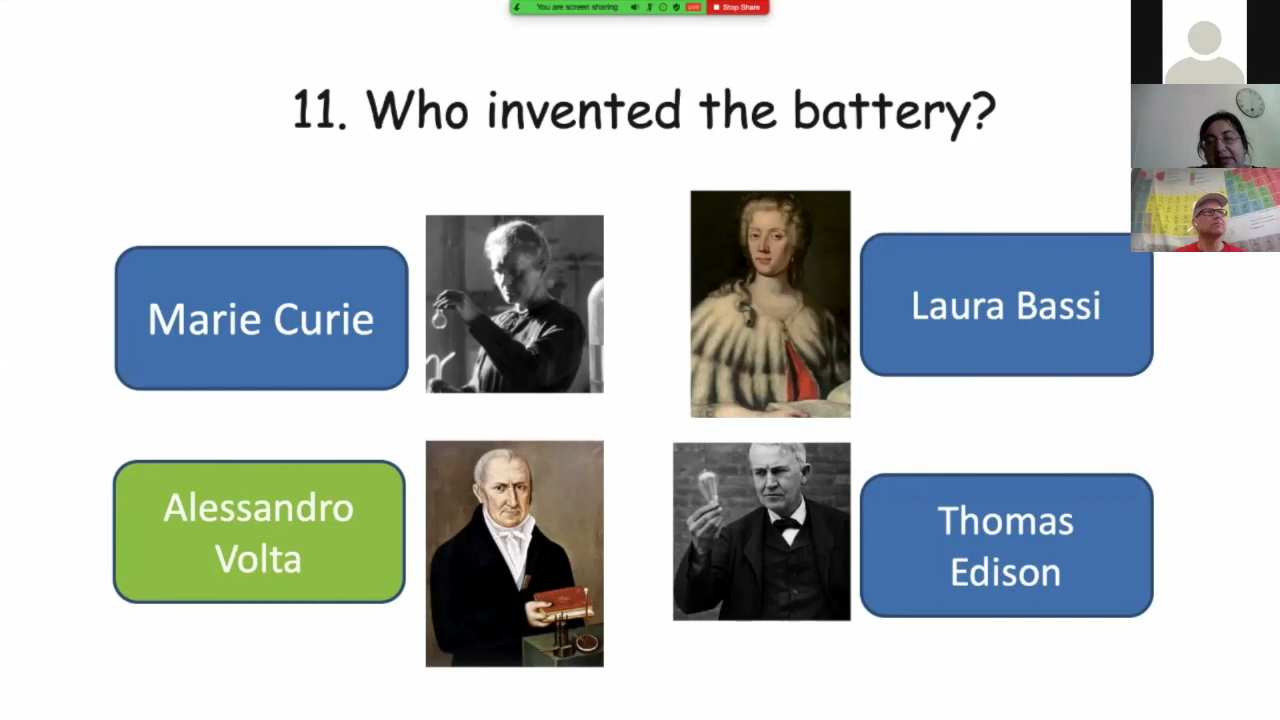 You are screen sharing
LIVE
Stop Share
11. Who invented the battery?
Marie Curie
Laura Bassi
Alessandro
Volta
Thomas
Edison